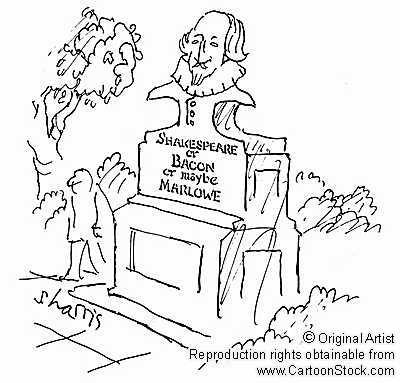 SHAKESPEARE
or
BACON
or maybe
MARLOWE
S. Harris
© Original Artist
Reproduction rights obtainable from
www.CartoonStock.com